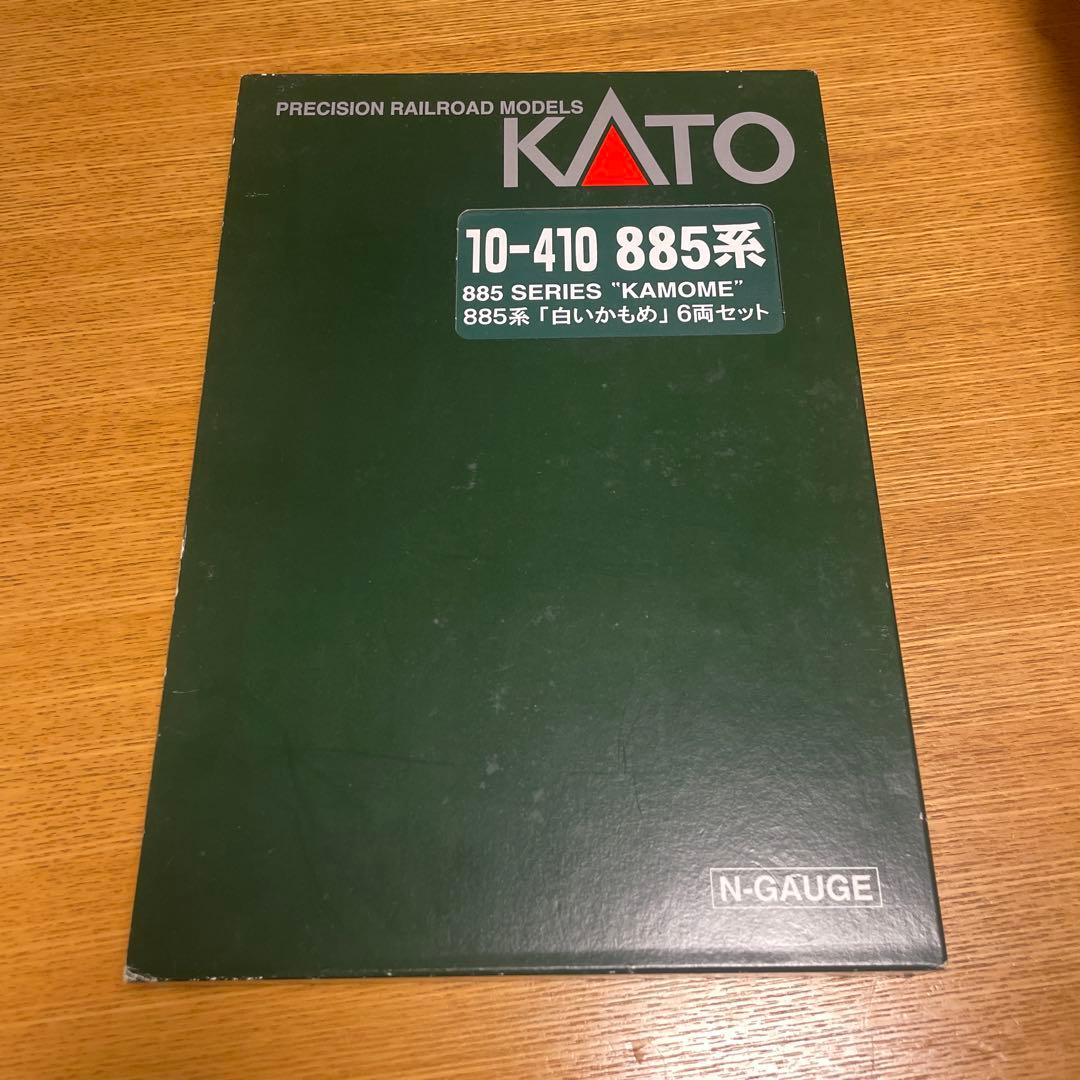 PRECISION RAILROAD MODELS
KATO
10-410 885系
885 SERIES "KAMOME"
885系「白いかもめ」6両セット
N-GAUGE